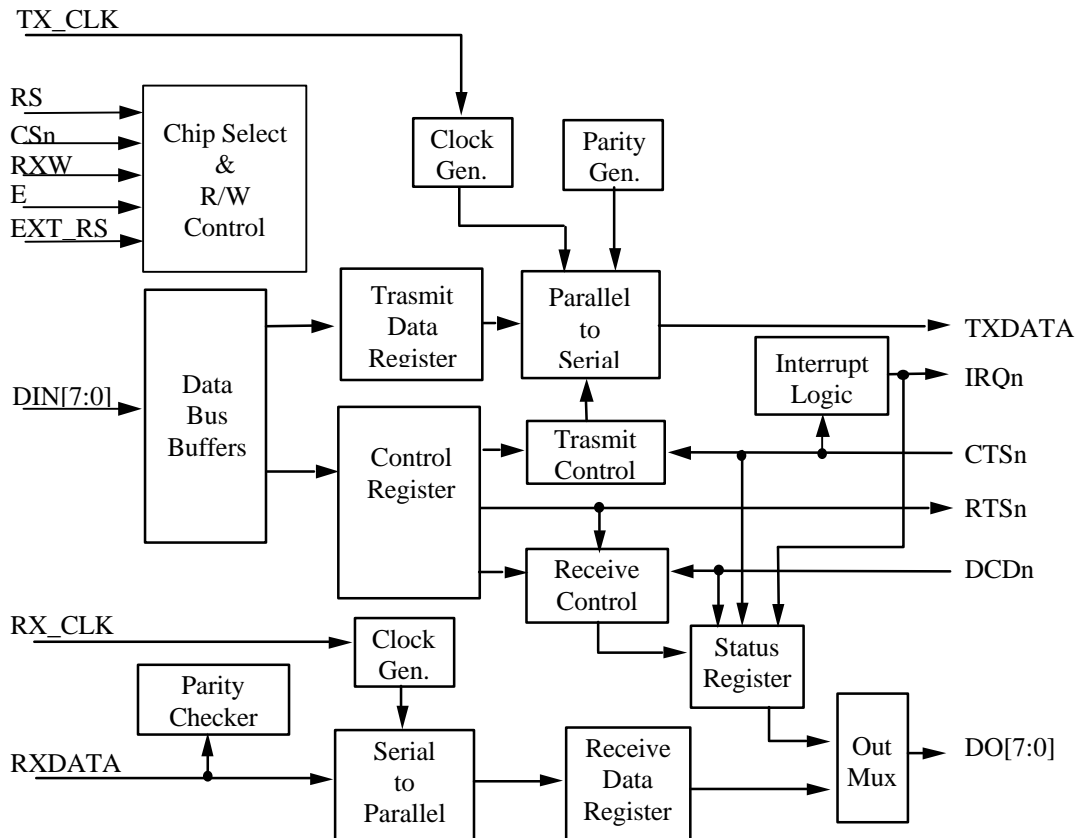 TX_CLK
RS
CSn
RXW
E
EXT_RS
Chip Select
&
R/W
Control
Clock
Gen.
Parity
Gen.
Trasmit
Data
Register
Parallel
to
Serial
TXDATA
Interrupt
Logic
IRQn
DIN[7:0]
Data
Bus
Buffers
Control
Register
Trasmit
Control
CTSn
RTSn
Receive
Control
DCDn
RX_CLK
Clock
Gen.
Status
Register
Parity
Checker
RXDATA
Serial
to
Parallel
Receive
Data
Register
Out
Mux
DO[7:0]